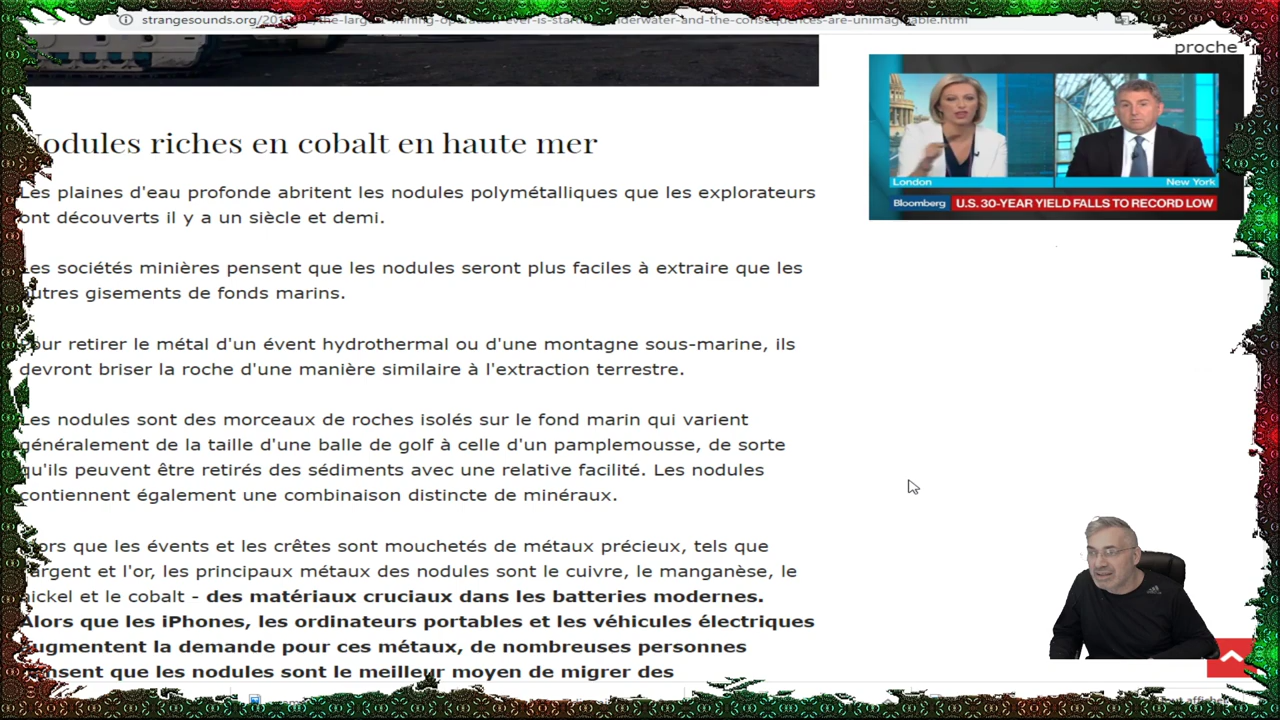 strangesounds.org/
proche
London
New York
Bloomberg U.S. 30-YEAR YIELD FALLS TO RECORD LOW
Nodules riches en cobalt en haute mer
Les plaines d'eau profonde abritent les nodules polymétalliques que les explorateurs
ont découverts il y a un siècle et demi.
Les sociétés minières pensent que les nodules seront plus faciles à extraire que les
autres gisements de fonds marins.
Pour retirer le métal d'un évent hydrothermal ou d'une montagne sous-marine, ils
devront briser la roche d'une manière similaire à l'extraction terrestre.
Les nodules sont des morceaux de roches isolés sur le fond marin qui varient
généralement de la taille d'une balle de golf à celle d'un pamplemousse, de sorte
qu'ils peuvent être retirés des sédiments avec une relative facilité. Les nodules
contiennent également une combinaison distincte de minéraux.
Alors que les évents et les crêtes sont mouchetés de métaux précieux, tels que
l'argent et l'or, les principaux métaux des nodules sont le cuivre, le manganèse, le
nickel et le cobalt - des matériaux cruciaux dans les batteries modernes.
Alors que les iPhones, les ordinateurs portables et les véhicules électriques
augmentent la demande pour ces métaux, de nombreuses personnes
pensent que les nodules sont le meilleur moyen de migrer des